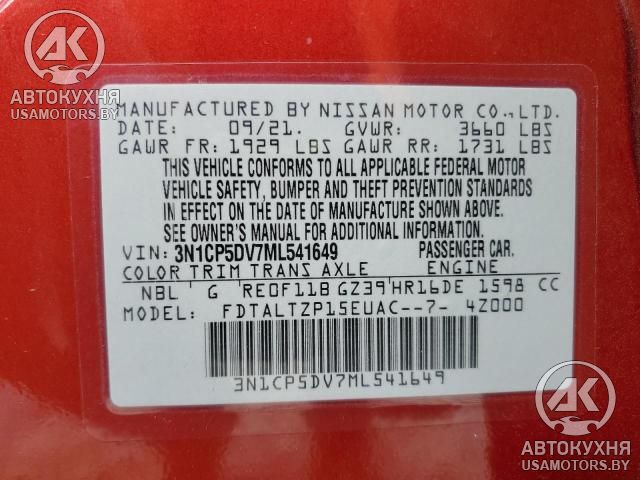 AK
АВТОКУХНЯ
USAMOTORS.BY
MANUFACTURED BY NISSAN MOTOR CO., LTD.
DATE: 09/21. GVWR: 3660 LBS
GAWR FR: 1929 LBS GAWR RR: 1731 LBS
THIS VEHICLE CONFORMS TO ALL APPLICABLE FEDERAL MOTOR
VEHICLE SAFETY, BUMPER AND THEFT PREVENTION STANDARDS
IN EFFECT ON THE DATE OF MANUFACTURE SHOWN ABOVE.
SEE OWNER'S MANUAL FOR ADDITIONAL INFORMATION.
VIN: 3N1CP5DV7ML541649 PASSENGER CAR.
COLOR TRIM TRANS AXLE ENGINE
NBL G RE0F11B GZ39 HR16DE 1598 CC
MODEL: FDTALTZP15EUAC--7- 4Z000
3N1CP5DV7ML541649
AK
АВТОКУХНЯ
USAMOTORS.BY